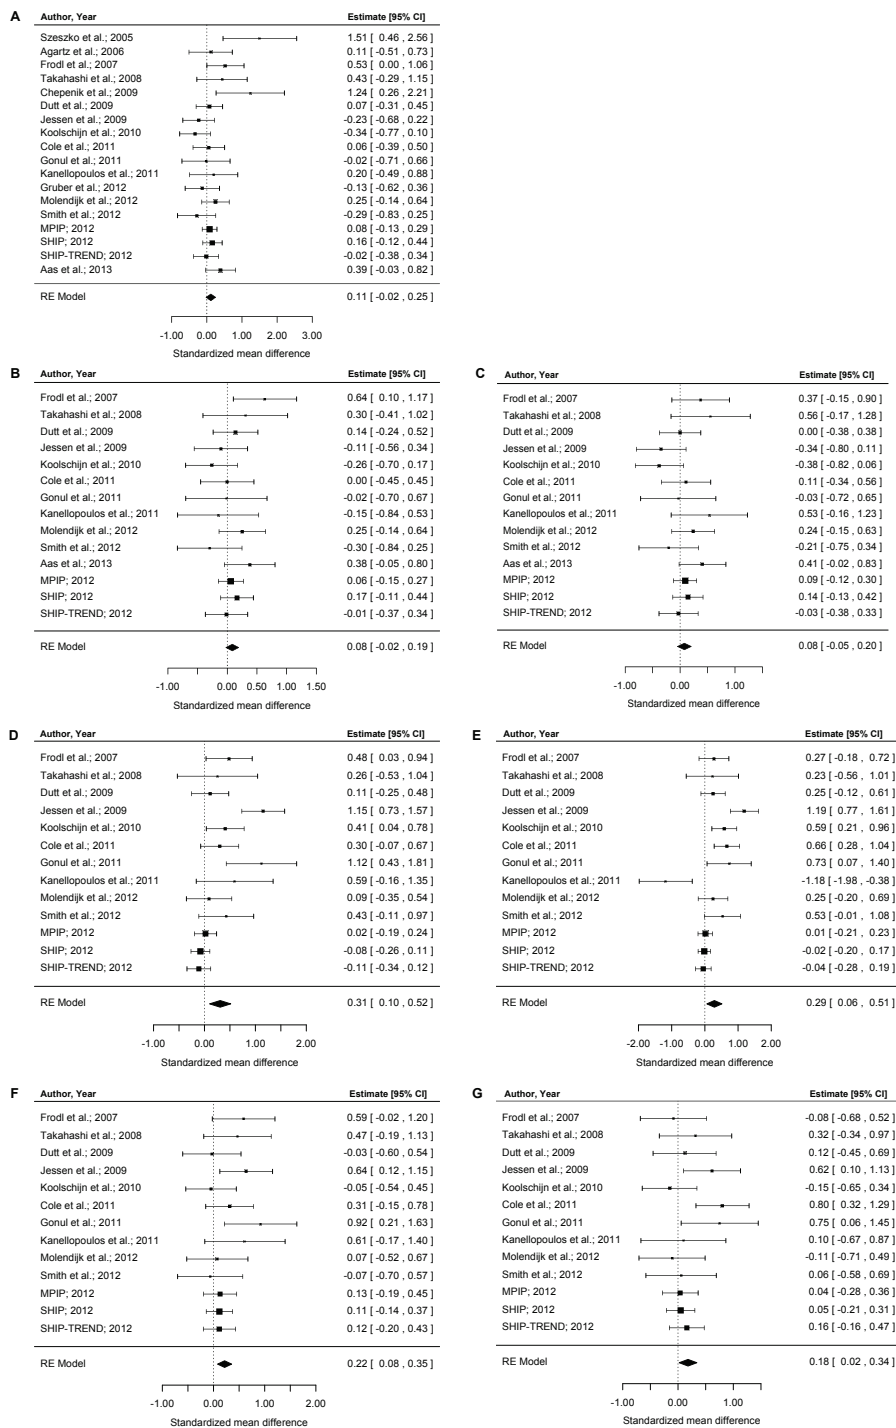 A
Author, Year Estimate [95% CI]
Szeszko et al.; 2005 1.51 [ 0.46 , 2.56 ]
Agartz et al.; 2006 0.11 [ -0.51 , 0.73 ]
Frodl et al.; 2007 0.53 [ 0.00 , 1.06 ]
Takahashi et al.; 2008 0.43 [ -0.29 , 1.15 ]
Chepenik et al.; 2009 1.24 [ 0.26 , 2.21 ]
Dutt et al.; 2009 0.07 [ -0.31 , 0.45 ]
Jessen et al.; 2009 -0.23 [ -0.68 , 0.22 ]
Koolschijn et al.; 2010 -0.34 [ -0.77 , 0.10 ]
Cole et al.; 2011 0.06 [ -0.39 , 0.50 ]
Gonul et al.; 2011 -0.02 [ -0.71 , 0.66 ]
Kanellopoulos et al.; 2011 0.20 [ -0.49 , 0.88 ]
Gruber et al.; 2012 -0.13 [ -0.62 , 0.36 ]
Molendijk et al.; 2012 0.25 [ -0.14 , 0.64 ]
Smith et al.; 2012 -0.29 [ -0.83 , 0.25 ]
MPIP; 2012 0.08 [ -0.13 , 0.29 ]
SHIP; 2012 0.16 [ -0.12 , 0.44 ]
SHIP-TREND; 2012 -0.02 [ -0.38 , 0.34 ]
Aas et al.; 2013 0.39 [ -0.03 , 0.82 ]
RE Model 0.11 [ -0.02 , 0.25 ]
-1.00 0.00 1.00 2.00 3.00
Standardized mean difference
B
Author, Year Estimate [95% CI]
Frodl et al.; 2007 0.64 [ 0.10 , 1.17 ]
Takahashi et al.; 2008 0.30 [ -0.41 , 1.02 ]
Dutt et al.; 2009 0.14 [ -0.24 , 0.52 ]
Jessen et al.; 2009 -0.11 [ -0.56 , 0.34 ]
Koolschijn et al.; 2010 -0.26 [ -0.70 , 0.17 ]
Cole et al.; 2011 0.00 [ -0.45 , 0.45 ]
Gonul et al.; 2011 -0.02 [ -0.70 , 0.67 ]
Kanellopoulos et al.; 2011 -0.15 [ -0.84 , 0.53 ]
Molendijk et al.; 2012 0.25 [ -0.14 , 0.64 ]
Smith et al.; 2012 -0.30 [ -0.84 , 0.25 ]
Aas et al.; 2013 0.38 [ -0.05 , 0.80 ]
MPIP; 2012 0.06 [ -0.15 , 0.27 ]
SHIP; 2012 0.17 [ -0.11 , 0.44 ]
SHIP-TREND; 2012 -0.01 [ -0.37 , 0.34 ]
RE Model 0.08 [ -0.02 , 0.19 ]
-1.00 0.00 0.50 1.00 1.50
Standardized mean difference
C
Author, Year Estimate [95% CI]
Frodl et al.; 2007 0.37 [ -0.15 , 0.90 ]
Takahashi et al.; 2008 0.56 [ -0.17 , 1.28 ]
Dutt et al.; 2009 0.00 [ -0.38 , 0.38 ]
Jessen et al.; 2009 -0.34 [ -0.80 , 0.11 ]
Koolschijn et al.; 2010 -0.38 [ -0.82 , 0.06 ]
Cole et al.; 2011 0.11 [ -0.34 , 0.56 ]
Gonul et al.; 2011 -0.03 [ -0.72 , 0.65 ]
Kanellopoulos et al.; 2011 0.53 [ -0.16 , 1.23 ]
Molendijk et al.; 2012 0.24 [ -0.15 , 0.63 ]
Smith et al.; 2012 -0.21 [ -0.75 , 0.34 ]
Aas et al.; 2013 0.41 [ -0.02 , 0.83 ]
MPIP; 2012 0.09 [ -0.12 , 0.30 ]
SHIP; 2012 0.14 [ -0.13 , 0.42 ]
SHIP-TREND; 2012 -0.03 [ -0.38 , 0.33 ]
RE Model 0.08 [ -0.05 , 0.20 ]
-1.00 0.00 1.00
Standardized mean difference
D
Author, Year Estimate [95% CI]
Frodl et al.; 2007 0.48 [ 0.03 , 0.94 ]
Takahashi et al.; 2008 0.26 [ -0.53 , 1.04 ]
Dutt et al.; 2009 0.11 [ -0.25 , 0.48 ]
Jessen et al.; 2009 1.15 [ 0.73 , 1.57 ]
Koolschijn et al.; 2010 0.41 [ 0.04 , 0.78 ]
Cole et al.; 2011 0.30 [ -0.07 , 0.67 ]
Gonul et al.; 2011 1.12 [ 0.43 , 1.81 ]
Kanellopoulos et al.; 2011 0.59 [ -0.16 , 1.35 ]
Molendijk et al.; 2012 0.09 [ -0.35 , 0.54 ]
Smith et al.; 2012 0.43 [ -0.11 , 0.97 ]
MPIP; 2012 0.02 [ -0.19 , 0.24 ]
SHIP; 2012 -0.08 [ -0.26 , 0.11 ]
SHIP-TREND; 2012 -0.11 [ -0.34 , 0.12 ]
RE Model 0.31 [ 0.10 , 0.52 ]
-1.00 0.00 1.00 2.00
Standardized mean difference
E
Author, Year Estimate [95% CI]
Frodl et al.; 2007 0.27 [ -0.18 , 0.72 ]
Takahashi et al.; 2008 0.23 [ -0.56 , 1.01 ]
Dutt et al.; 2009 0.25 [ -0.12 , 0.61 ]
Jessen et al.; 2009 1.19 [ 0.77 , 1.61 ]
Koolschijn et al.; 2010 0.59 [ 0.21 , 0.96 ]
Cole et al.; 2011 0.66 [ 0.28 , 1.04 ]
Gonul et al.; 2011 0.73 [ 0.07 , 1.40 ]
Kanellopoulos et al.; 2011 -1.18 [ -1.98 , -0.38 ]
Molendijk et al.; 2012 0.25 [ -0.20 , 0.69 ]
Smith et al.; 2012 0.53 [ -0.01 , 1.08 ]
MPIP; 2012 0.01 [ -0.21 , 0.23 ]
SHIP; 2012 -0.02 [ -0.20 , 0.17 ]
SHIP-TREND; 2012 -0.04 [ -0.28 , 0.19 ]
RE Model 0.29 [ 0.06 , 0.51 ]
-2.00 -1.00 0.00 1.00 2.00
Standardized mean difference
F
Author, Year Estimate [95% CI]
Frodl et al.; 2007 0.59 [ -0.02 , 1.20 ]
Takahashi et al.; 2008 0.47 [ -0.19 , 1.13 ]
Dutt et al.; 2009 -0.03 [ -0.60 , 0.54 ]
Jessen et al.; 2009 0.64 [ 0.12 , 1.15 ]
Koolschijn et al.; 2010 -0.05 [ -0.54 , 0.45 ]
Cole et al.; 2011 0.31 [ -0.15 , 0.78 ]
Gonul et al.; 2011 0.92 [ 0.21 , 1.63 ]
Kanellopoulos et al.; 2011 0.61 [ -0.17 , 1.40 ]
Molendijk et al.; 2012 0.07 [ -0.52 , 0.67 ]
Smith et al.; 2012 -0.07 [ -0.70 , 0.57 ]
MPIP; 2012 0.13 [ -0.19 , 0.45 ]
SHIP; 2012 0.11 [ -0.14 , 0.37 ]
SHIP-TREND; 2012 0.12 [ -0.20 , 0.43 ]
RE Model 0.22 [ 0.08 , 0.35 ]
-1.00 0.00 1.00 2.00
Standardized mean difference
G
Author, Year Estimate [95% CI]
Frodl et al.; 2007 -0.08 [ -0.68 , 0.52 ]
Takahashi et al.; 2008 0.32 [ -0.34 , 0.97 ]
Dutt et al.; 2009 0.12 [ -0.45 , 0.69 ]
Jessen et al.; 2009 0.62 [ 0.10 , 1.13 ]
Koolschijn et al.; 2010 -0.15 [ -0.65 , 0.34 ]
Cole et al.; 2011 0.80 [ 0.32 , 1.29 ]
Gonul et al.; 2011 0.75 [ 0.06 , 1.45 ]
Kanellopoulos et al.; 2011 0.10 [ -0.67 , 0.87 ]
Molendijk et al.; 2012 -0.11 [ -0.71 , 0.49 ]
Smith et al.; 2012 0.06 [ -0.58 , 0.69 ]
MPIP; 2012 0.04 [ -0.28 , 0.36 ]
SHIP; 2012 0.05 [ -0.21 , 0.31 ]
SHIP-TREND; 2012 0.16 [ -0.16 , 0.47 ]
RE Model 0.18 [ 0.02 , 0.34 ]
-1.00 0.00 1.00
Standardized mean difference